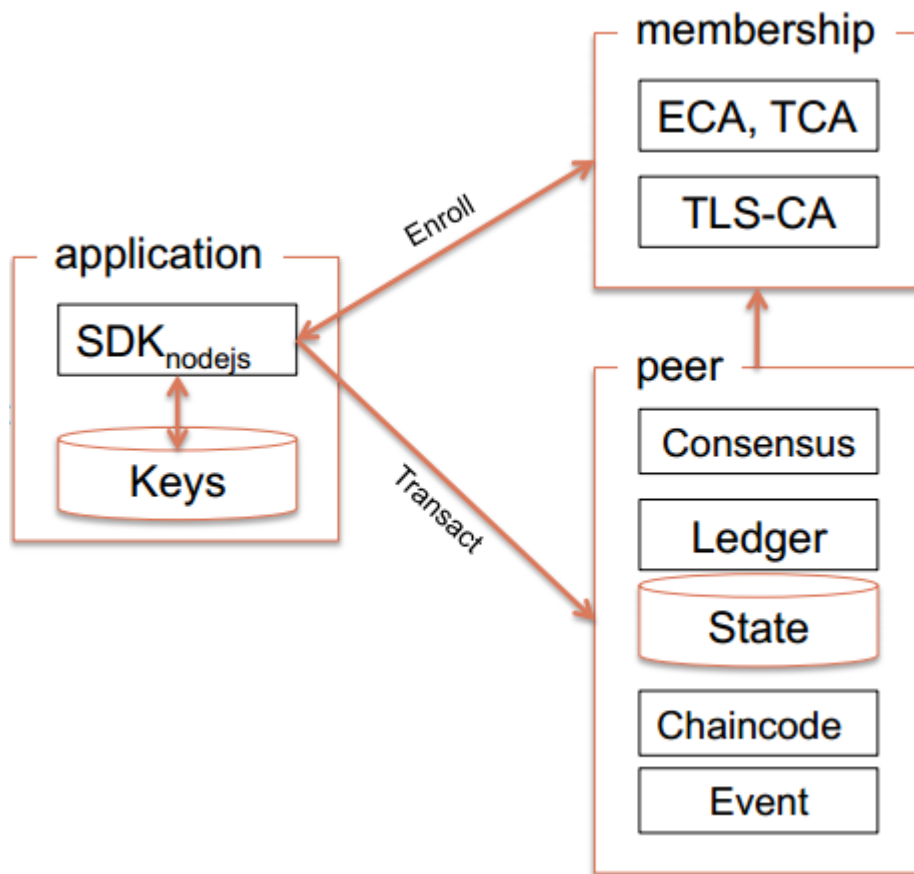 membership
ECA, TCA
TLS-CA
Enroll
application
SDKnodejs
Keys
Transact
peer
Consensus
Ledger
State
Chaincode
Event